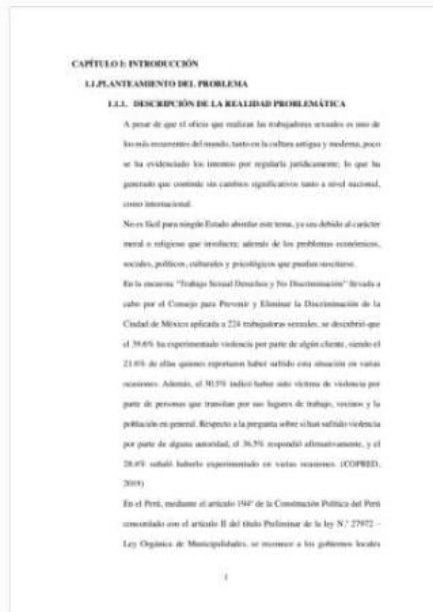 CAPÍTULO I: INTRODUCCIÓN
1.1.PLANTEAMIENTO DEL PROBLEMA
1.1.1. DESCRIPCIÓN DE LA REALIDAD PROBLEMÁTICA
A pesar de que el oficio que realizan las trabajadoras sexuales es uno de
los más recurrentes del mundo, tanto en la cultura antigua y moderna, poco
se ha evidenciado los intentos por regularla jurídicamente; lo que ha
generado que continúe sin cambios significativos tanto a nivel nacional,
como internacional.
No es fácil para ningún Estado abordar este tema, ya sea debido al carácter
moral o religioso que involucra; además de los problemas económicos,
sociales, políticos, culturales y psicológicos que puedan suscitarse.
En la encuesta “Trabajo Sexual Derechos y No Discriminación” llevada a
cabo por el Consejo para Prevenir y Eliminar la Discriminación de la
Ciudad de México aplicada a 224 trabajadoras sexuales, se descubrió que
el 39.6% ha experimentado violencia por parte de algún cliente, siendo el
21.6% de ellas quienes reportaron haber sufrido esta situación en varias
ocasiones. Además, el 30.5% indicó haber sido víctima de violencia por
parte de personas que transitan por sus lugares de trabajo, vecinos y la
población en general. Respecto a la pregunta sobre si han sufrido violencia
por parte de alguna autoridad, el 36.5% respondió afirmativamente, y el
28.4% señaló haberlo experimentado en varias ocasiones. (COPRED,
En el Perú, mediante el artículo 194° de la Constitución Política del Perú
concordado con el artículo II del título Preliminar de la ley N.° 27972 –
Ley Orgánica de Municipalidades, se reconoce a los gobiernos locales
1